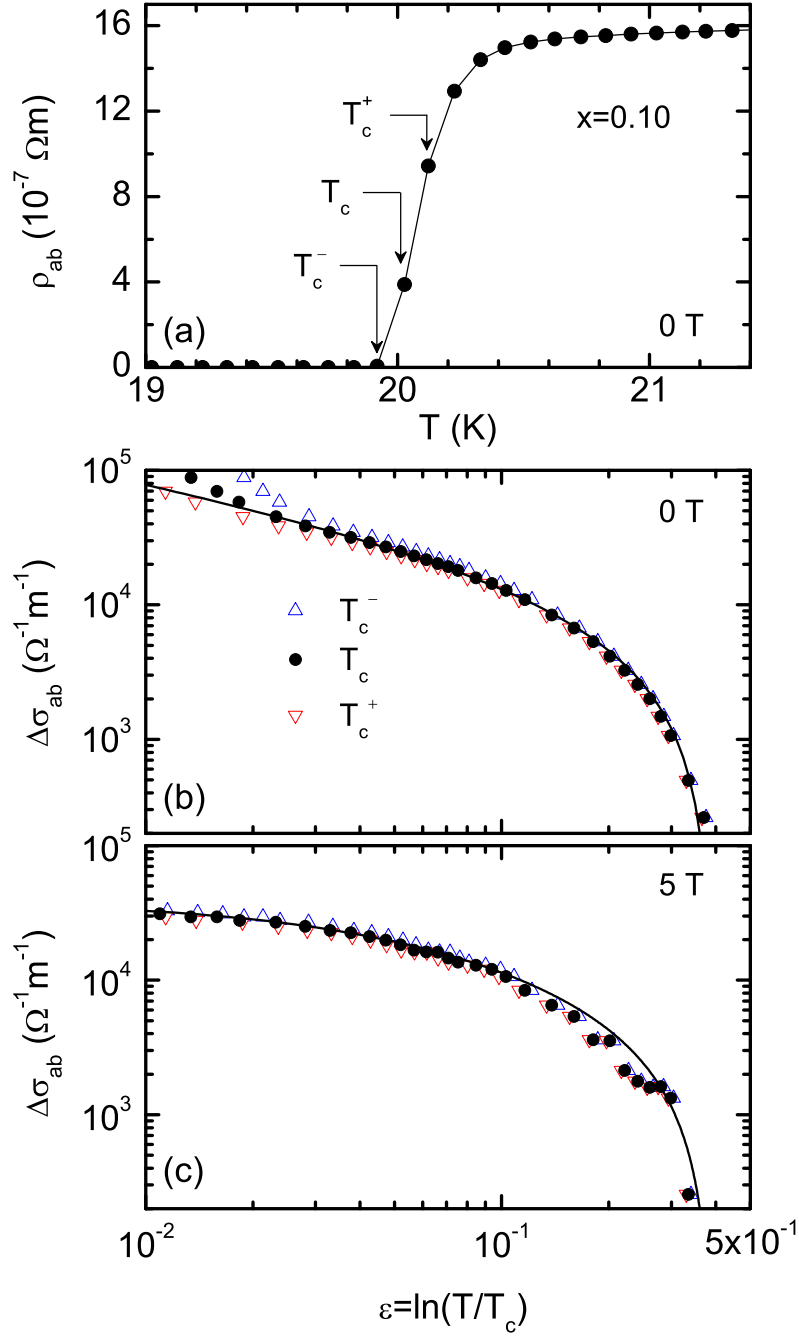 16
12
8
4
0
ρab (10⁻⁷ Ωm)
Tc⁺
Tc
Tc⁻
x=0.10
(a)
0 T
19
20
21
T (K)
10⁵
10⁴
10³
10⁵
Δσab (Ω⁻¹m⁻¹)
0 T
Tc⁻
Tc
Tc⁺
(b)
10⁴
10³
Δσab (Ω⁻¹m⁻¹)
5 T
(c)
10⁻²
10⁻¹
5x10⁻¹
ε=ln(T/Tc)